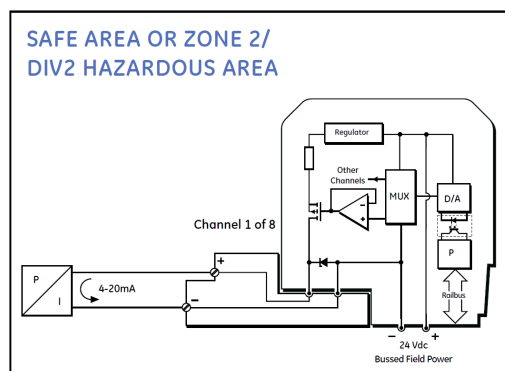 SAFE AREA OR ZONE 2/
DIV2 HAZARDOUS AREA
Regulator
Other
Channels
MUX
D/A
Channel 1 of 8
P
Railbus
+
−
P
I
4-20mA
−
+
− +
24 Vdc
Bussed Field Power